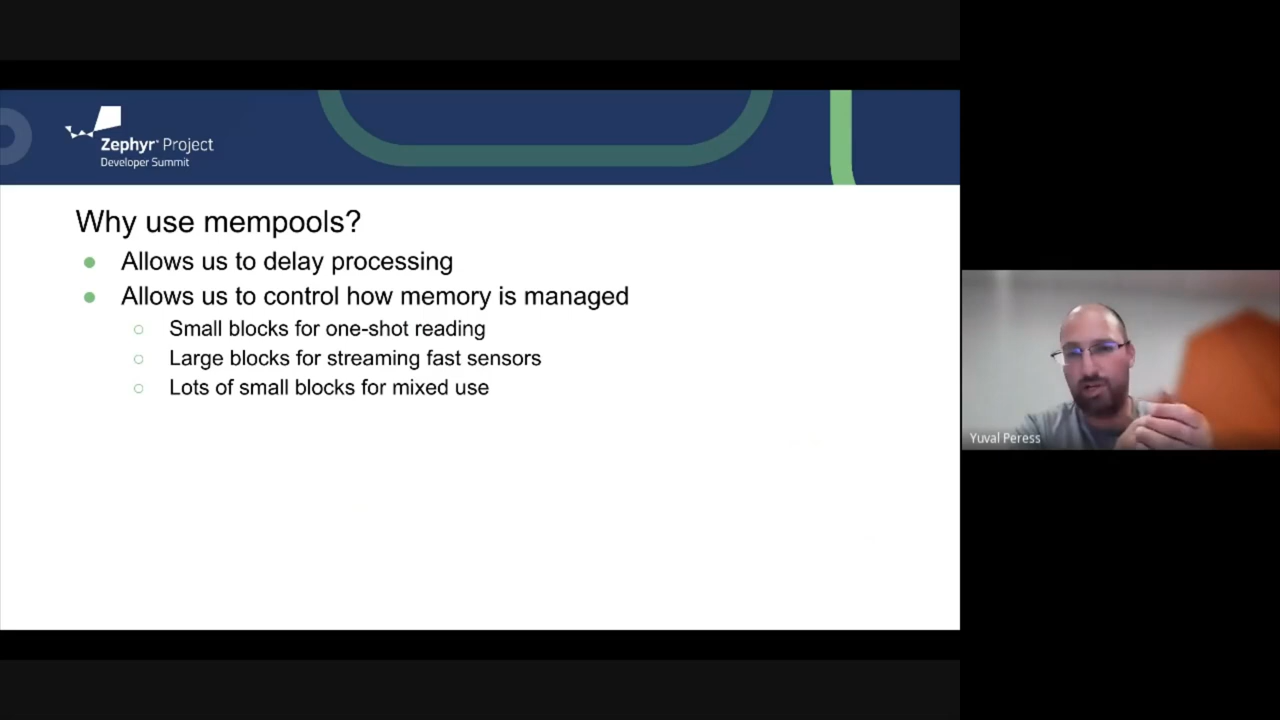 Zephyr® Project
Developer Summit
Why use mempools?
● Allows us to delay processing
● Allows us to control how memory is managed
○ Small blocks for one-shot reading
○ Large blocks for streaming fast sensors
○ Lots of small blocks for mixed use
Yuval Peress